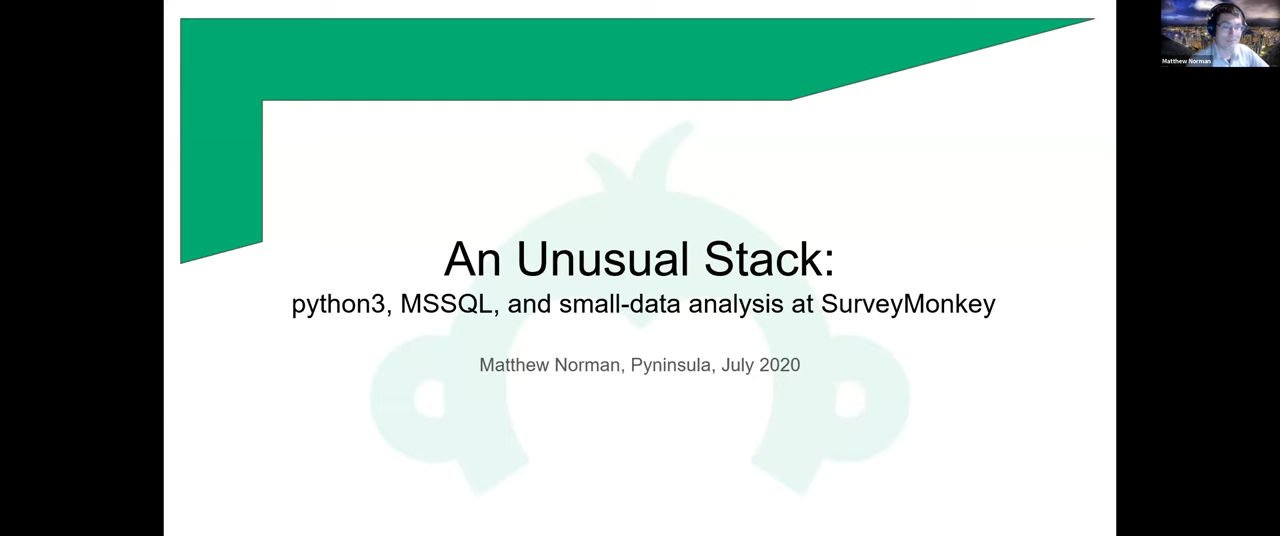 Matthew Norman
An Unusual Stack:
python3, MSSQL, and small-data analysis at SurveyMonkey
Matthew Norman, Pyninsula, July 2020